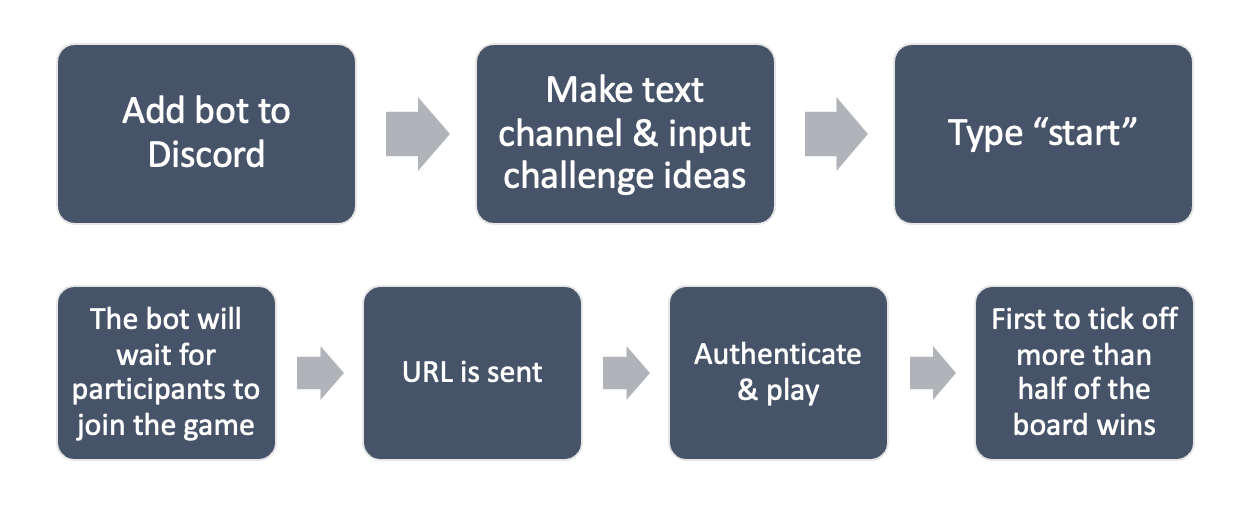 Add bot to
Discord
Make text
channel & input
challenge ideas
Type “start”
The bot will
wait for
participants to
join the game
URL is sent
Authenticate
& play
First to tick off
more than
half of the
board wins